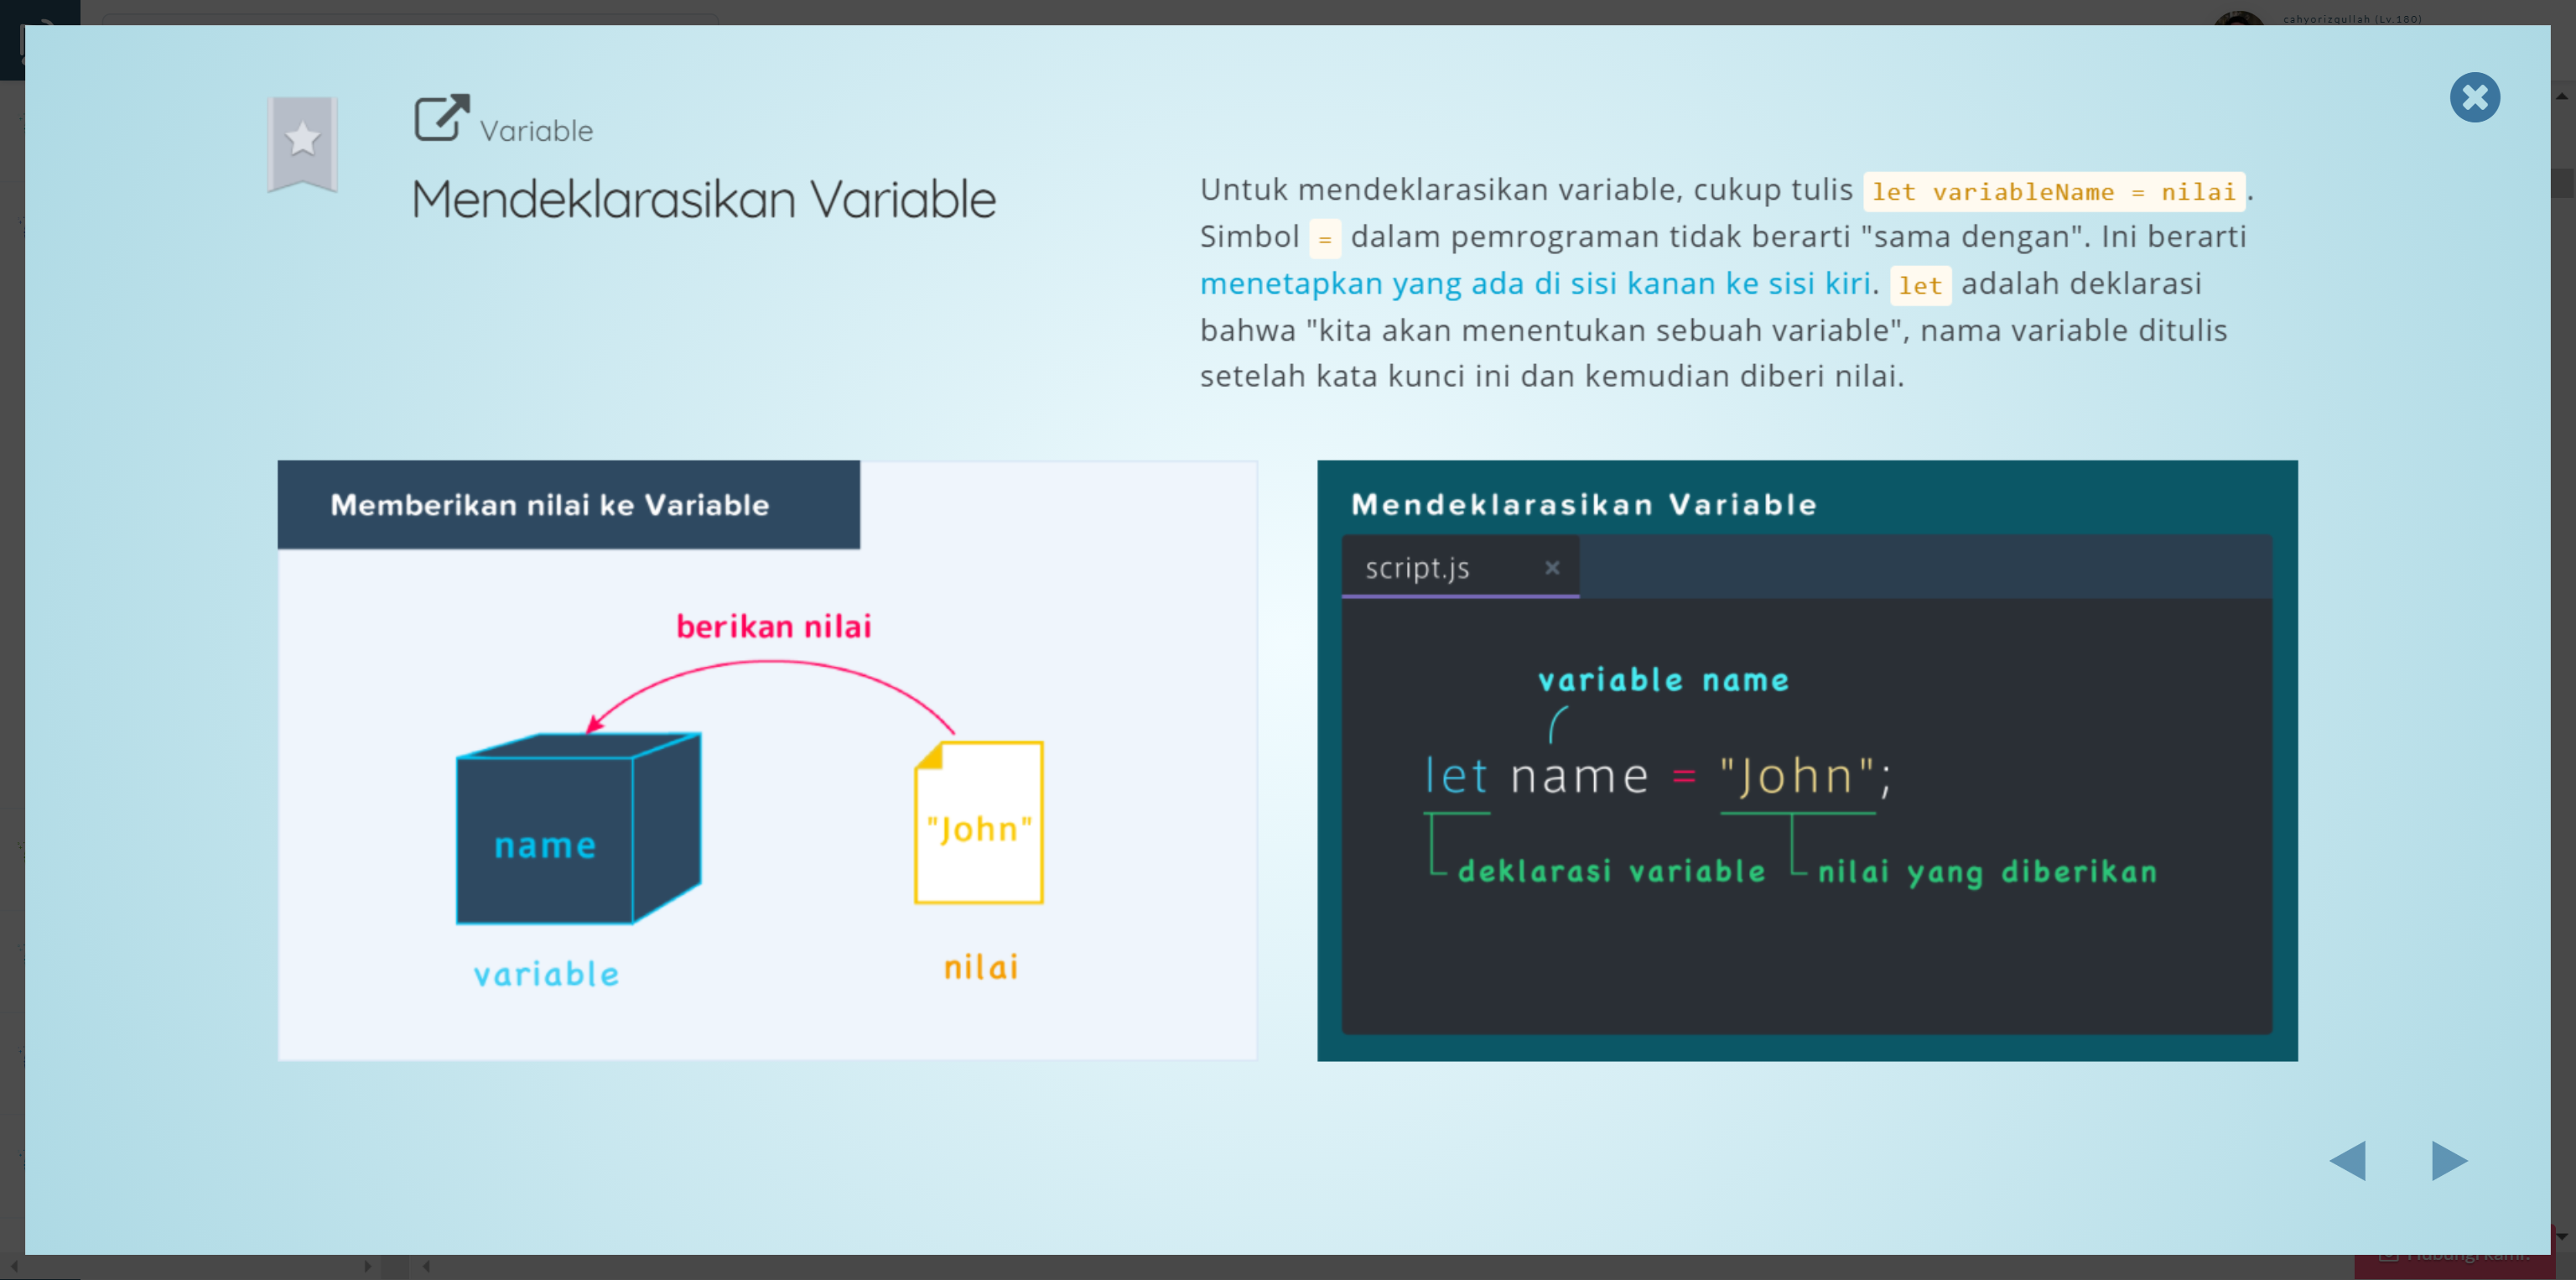 cahyorizqullah (Lv.180)
Variable
Mendeklarasikan Variable
Untuk mendeklarasikan variable, cukup tulis let variableName = nilai.
Simbol = dalam pemrograman tidak berarti "sama dengan". Ini berarti
menetapkan yang ada di sisi kanan ke sisi kiri. let adalah deklarasi
bahwa "kita akan menentukan sebuah variable", nama variable ditulis
setelah kata kunci ini dan kemudian diberi nilai.
Memberikan nilai ke Variable
berikan nilai
name
"John"
variable
nilai
Mendeklarasikan Variable
script.js
variable name
let name = "John";
deklarasi variable
nilai yang diberikan